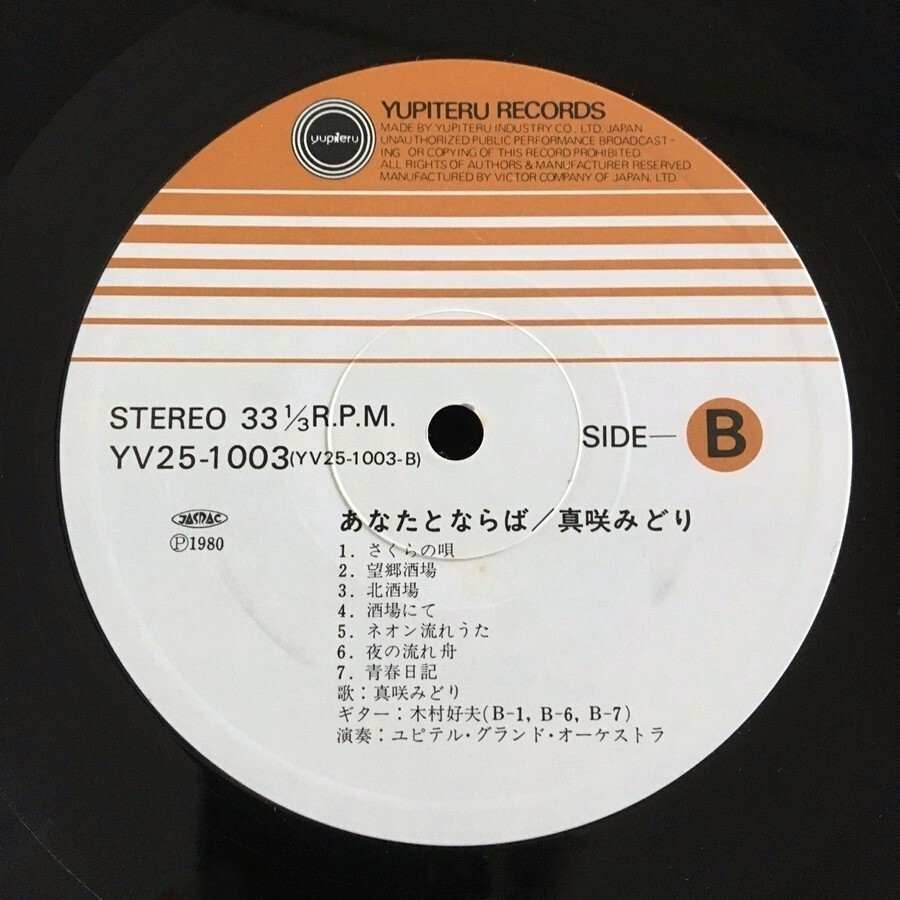 yupiteru
YUPITERU RECORDS
MADE BY YUPITERU INDUSTRY CO., LTD. JAPAN
UNAUTHORIZED PUBLIC PERFORMANCE BROADCAST-
ING OR COPYING OF THIS RECORD PROHIBITED
ALL RIGHTS OF AUTHORS & MANUFACTURER RESERVED
MANUFACTURED BY VICTOR COMPANY OF JAPAN, LTD.
STEREO 33 1/3 R.P.M.
YV25-1003(YV25-1003-B)
SIDE—B
JASRAC
Ⓟ1980
あなたとならば/真咲みどり
1. さくらの唄
2. 望郷酒場
3. 北酒場
4. 酒場にて
5. ネオン流れうた
6. 夜の流れ舟
7. 青春日記
歌:真咲みどり
ギター:木村好夫(B-1, B-6, B-7)
演奏:ユピテル・グランド・オーケストラ